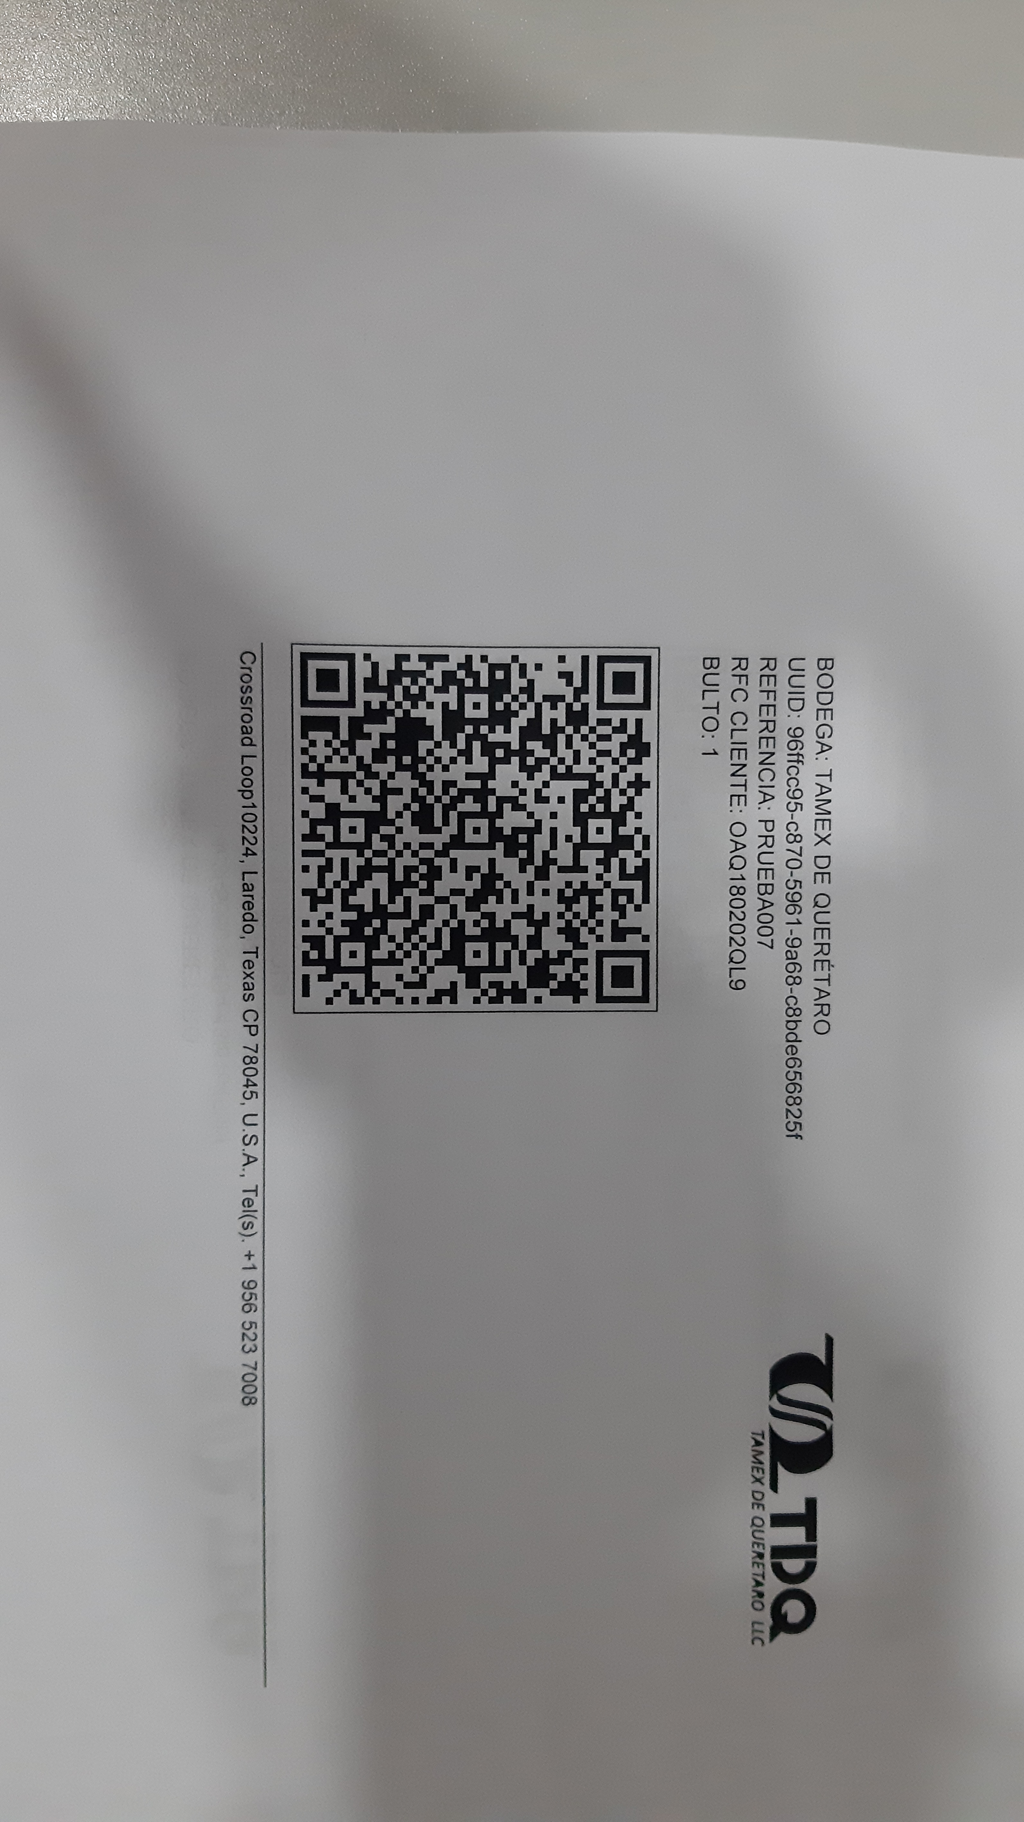 BODEGA: TAMEX DE QUERÉTARO
UUID: 96ffcc95-c870-5961-9a68-c8bde656825f
REFERENCIA: PRUEBA007
RFC CLIENTE: OAQ180202QL9
BULTO: 1
TDQ
TAMEX DE QUERETARO LLC
Crossroad Loop10224, Laredo, Texas CP 78045, U.S.A., Tel(s). +1 956 523 7008